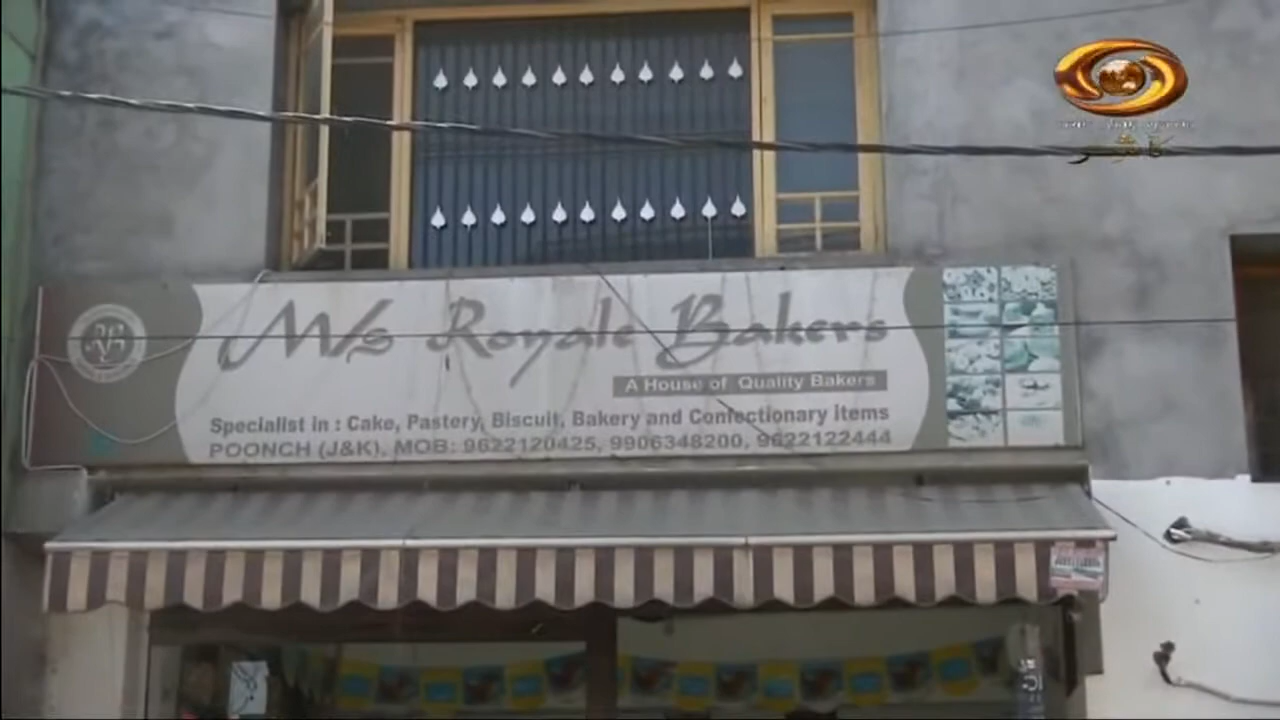 M/s Royale Bakers
A House of Quality Bakers
Specialist in : Cake, Pastery, Biscuit, Bakery and Confectionary items
POONCH (J&K), MOB: 9622120425, 9906348200, 9622122444